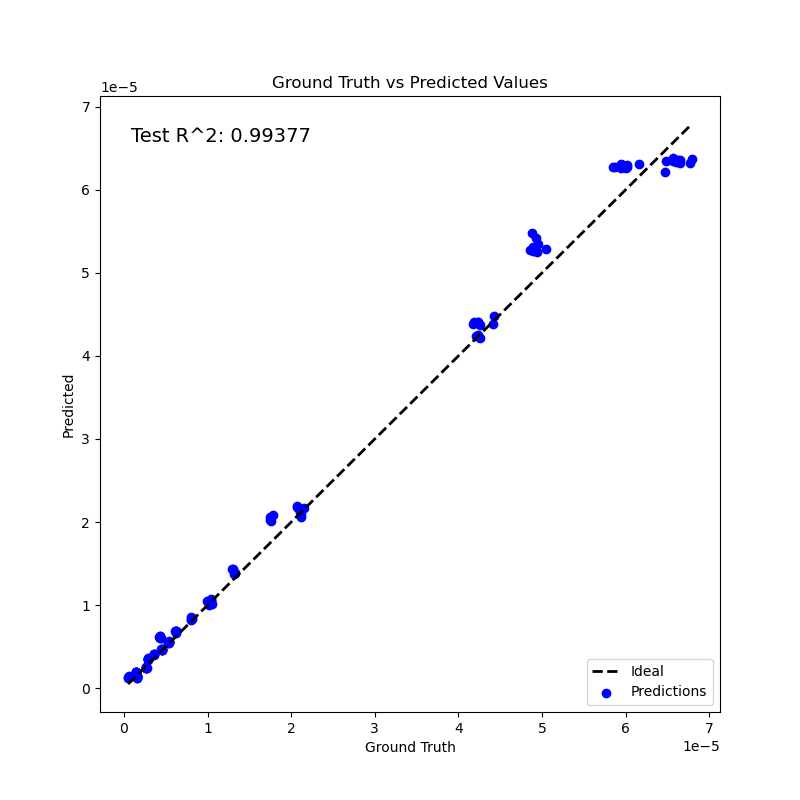 Ground Truth vs Predicted Values
1e−5
Test R^2: 0.99377
7
6
5
4
3
2
1
0
Predicted
Ideal
Predictions
0 1 2 3 4 5 6 7
Ground Truth
1e−5